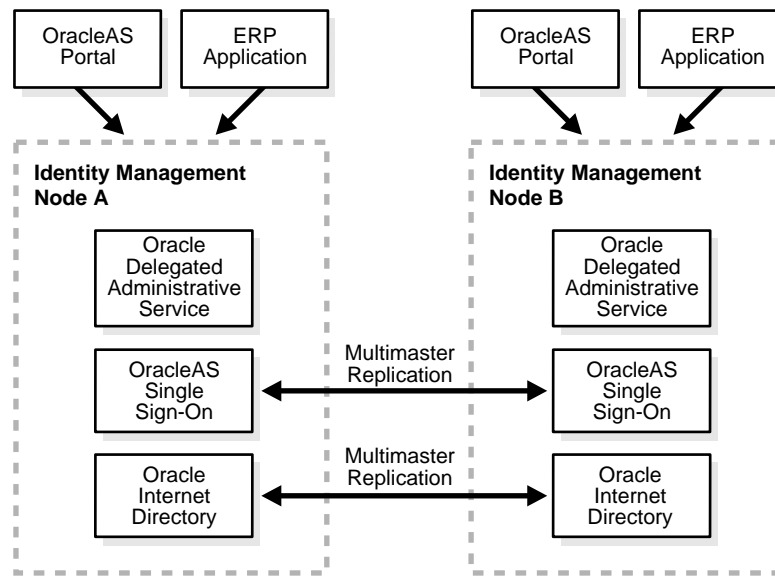 OracleAS
Portal
ERP
Application
OracleAS
Portal
ERP
Application
Identity Management
Node A
Oracle
Delegated
Administrative
Service
OracleAS
Single
Sign-On
Oracle
Internet
Directory
Multimaster
Replication
Multimaster
Replication
Identity Management
Node B
Oracle
Delegated
Administrative
Service
OracleAS
Single
Sign-On
Oracle
Internet
Directory